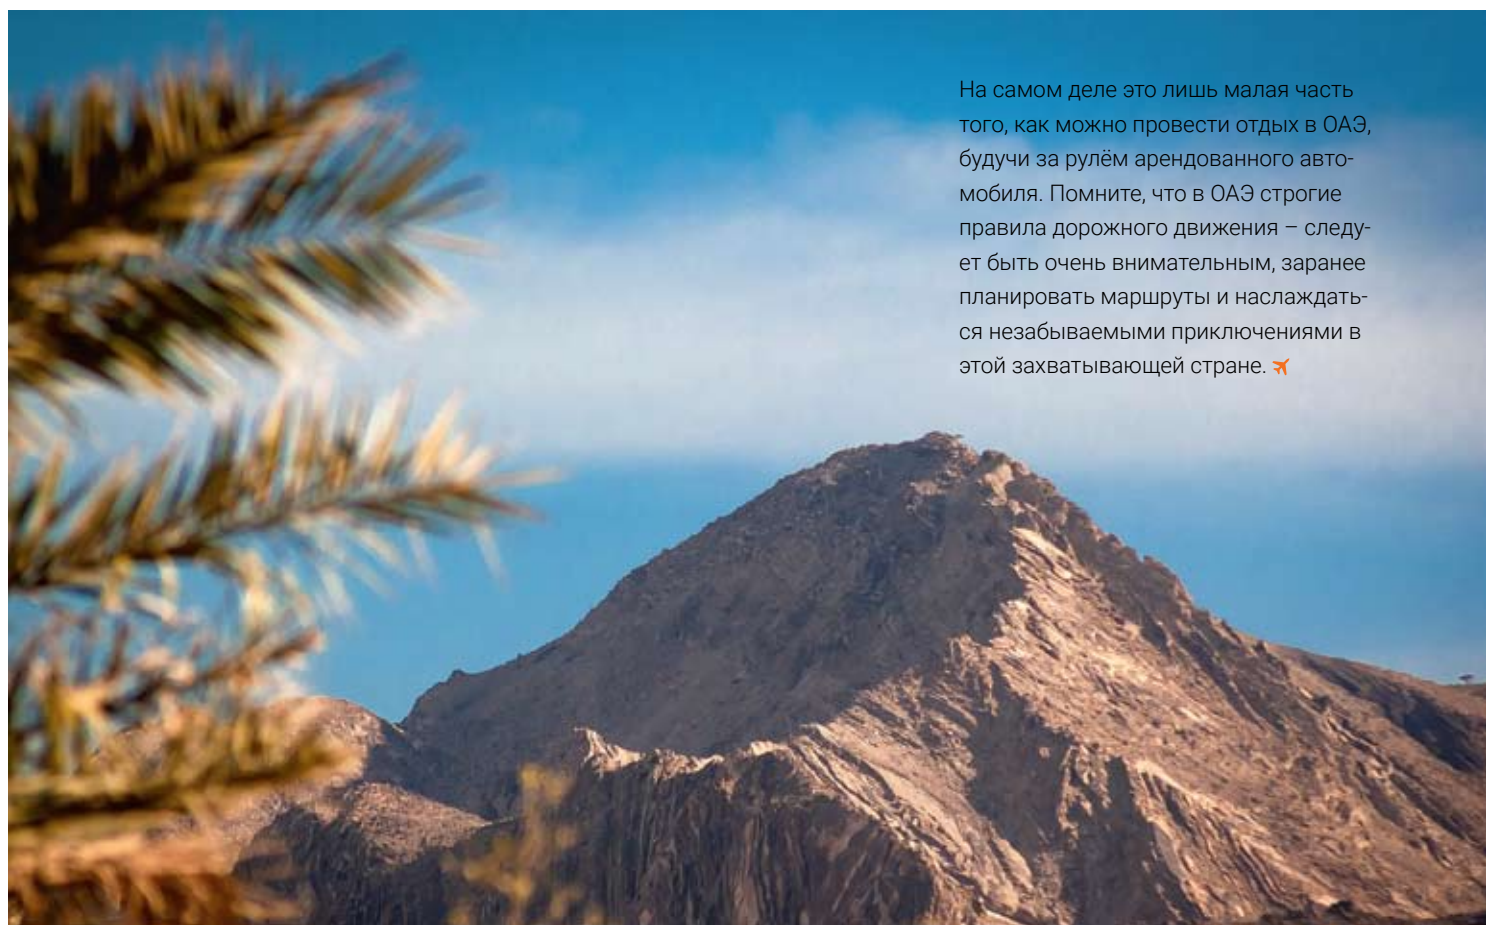 На самом деле это лишь малая часть
того, как можно провести отдых в ОАЭ,
будучи за рулём арендованного авто-
мобиля. Помните, что в ОАЭ строгие
правила дорожного движения – следу-
ет быть очень внимательным, заранее
планировать маршруты и наслаждать-
ся незабываемыми приключениями в
этой захватывающей стране.